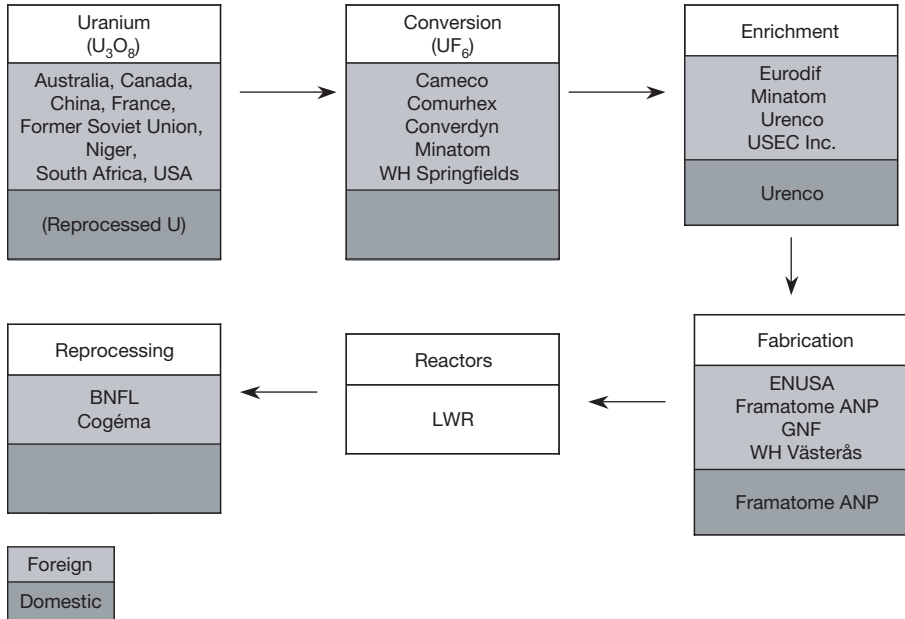 Uranium
(U₃O₈)
Australia, Canada,
China, France,
Former Soviet Union,
Niger,
South Africa, USA
(Reprocessed U)
Conversion
(UF₆)
Cameco
Comurhex
Converdyn
Minatom
WH Springfields
Enrichment
Eurodif
Minatom
Urenco
USEC Inc.
Urenco
Reprocessing
BNFL
Cogéma
Reactors
LWR
Fabrication
ENUSA
Framatome ANP
GNF
WH Västerås
Framatome ANP
Foreign
Domestic